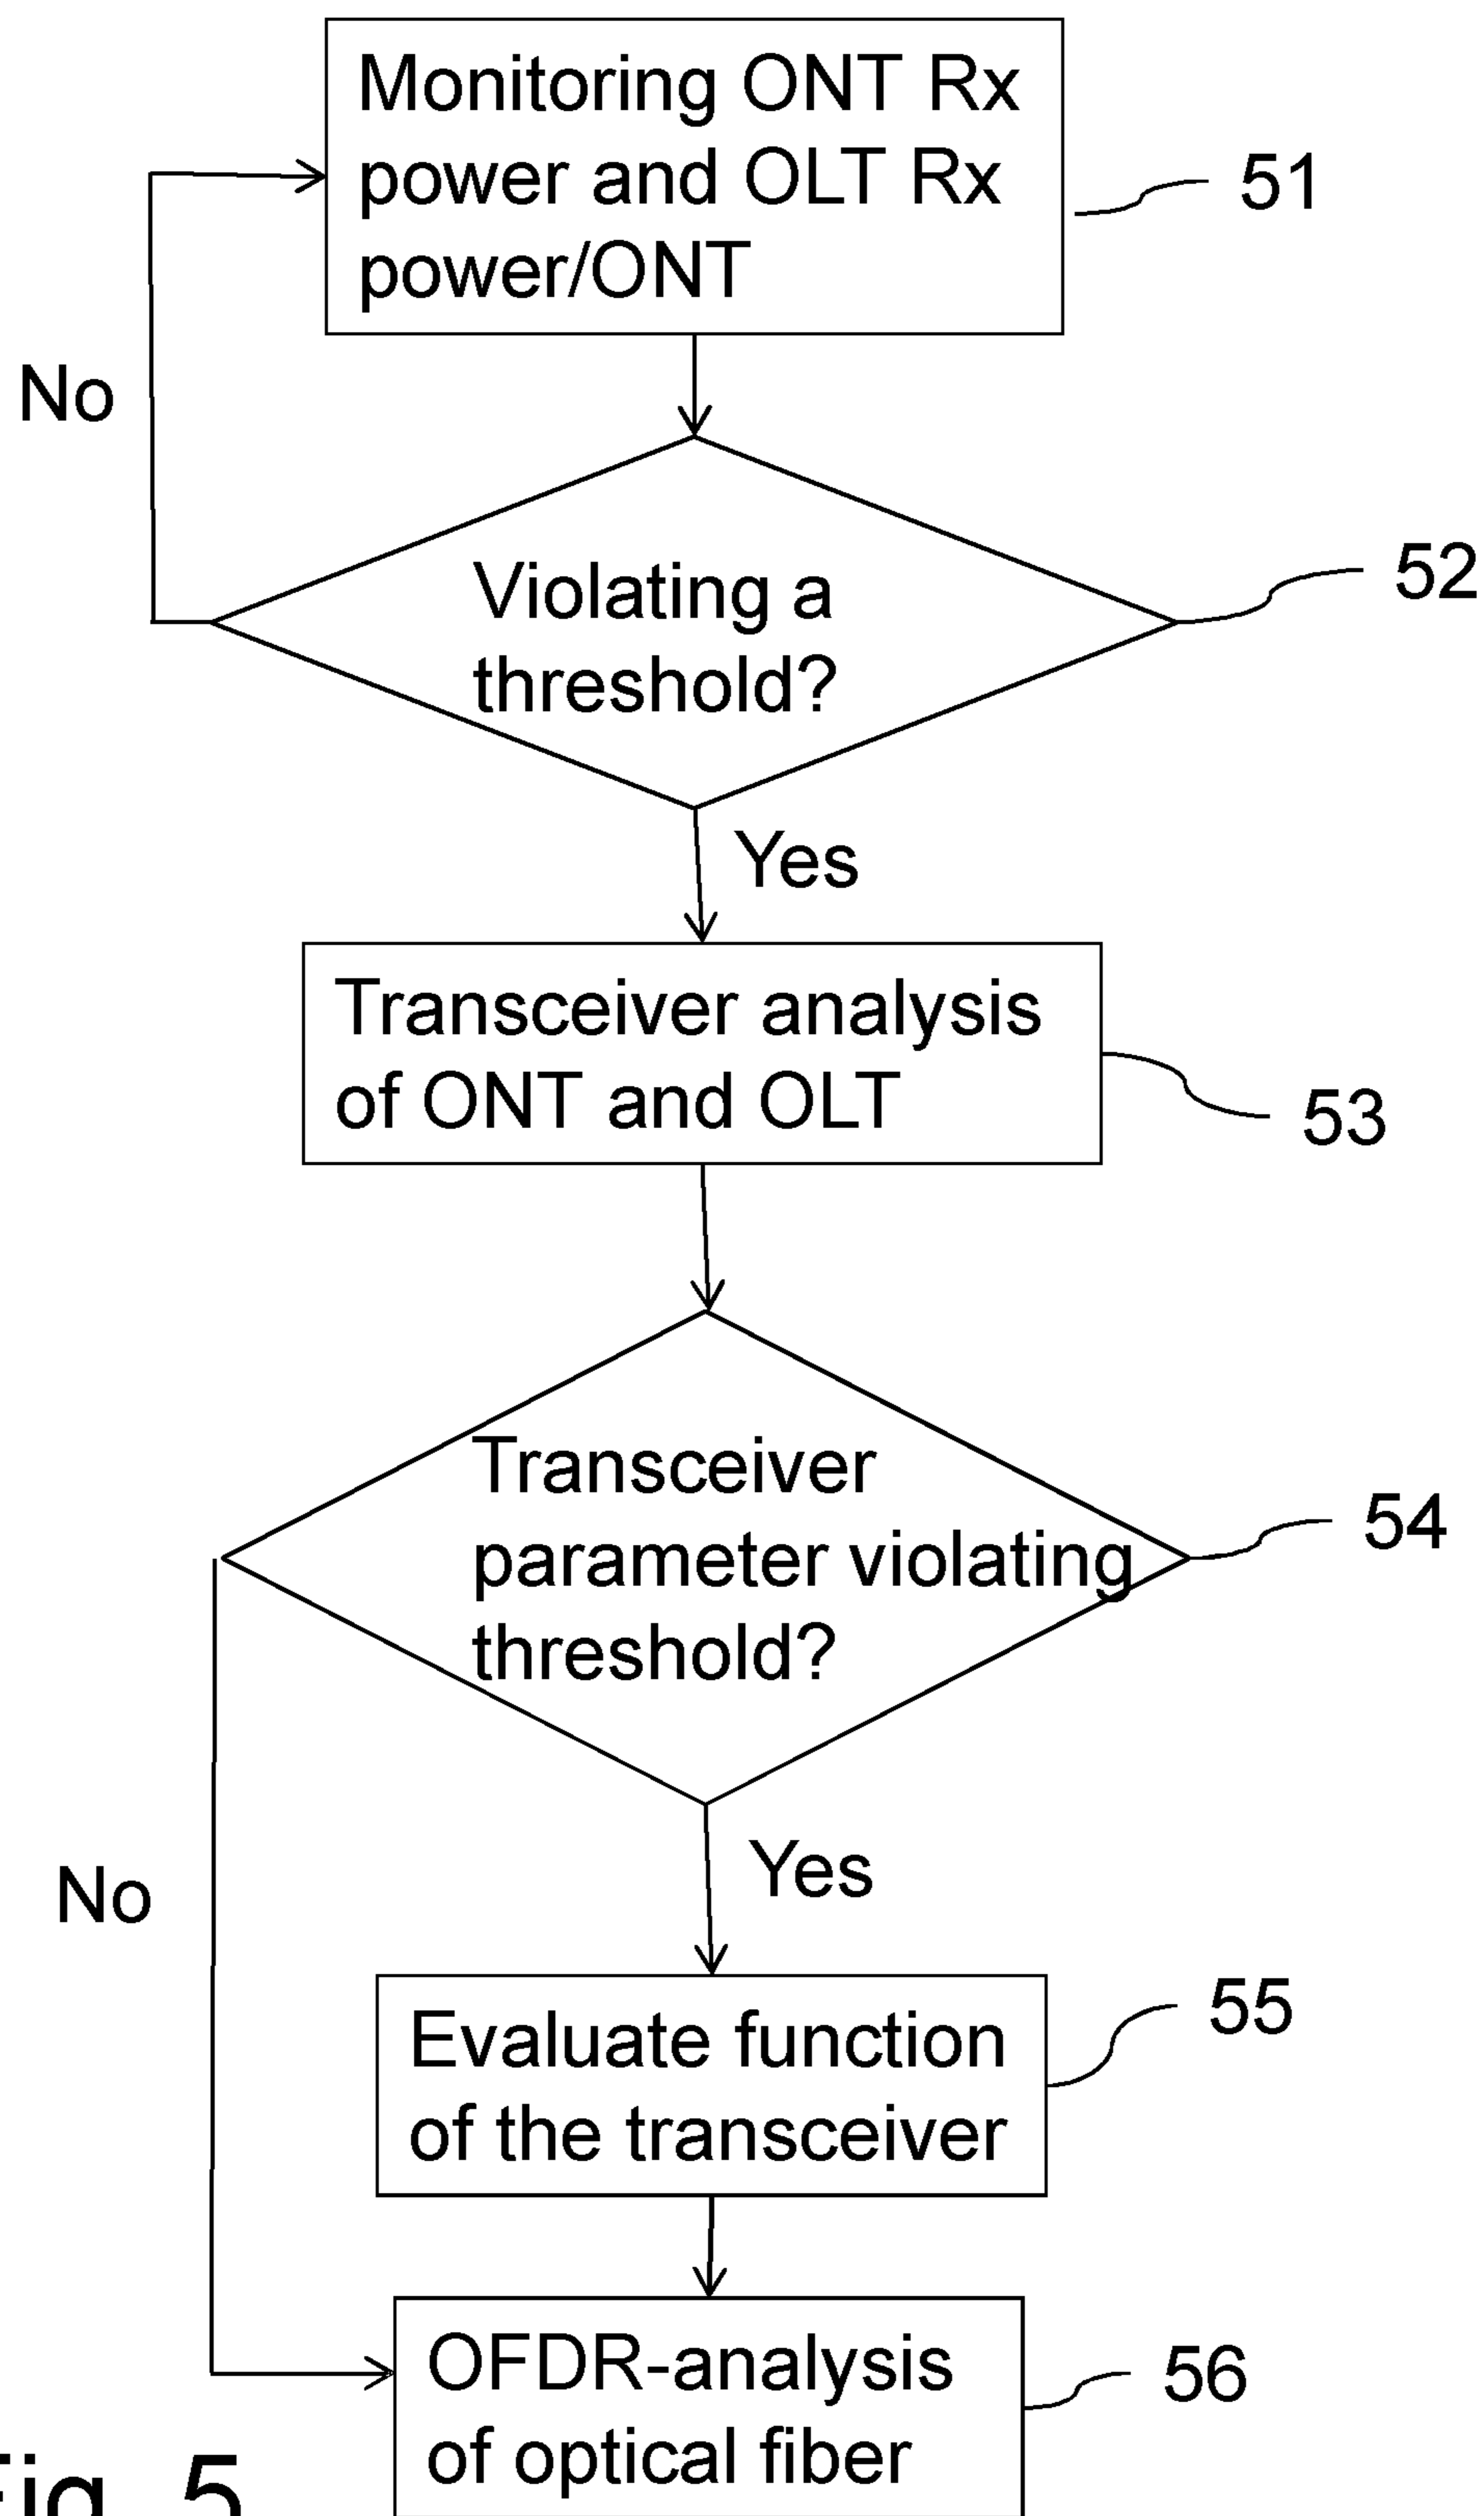 Monitoring ONT Rx
power and OLT Rx
power/ONT
51
No
Violating a
threshold?
52
Yes
Transceiver analysis
of ONT and OLT
53
Transceiver
parameter violating
threshold?
54
Yes
No
Evaluate function
of the transceiver
55
OFDR-analysis
of optical fiber
56
Fig. 5